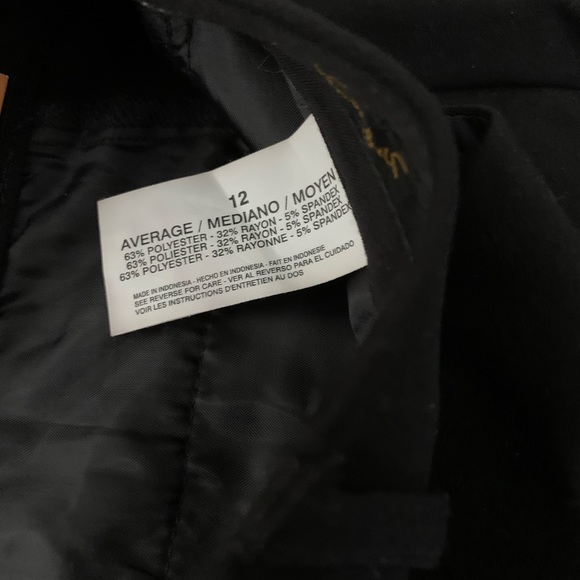 12
AVERAGE / MEDIANO / MOYEN
63% POLYESTER - 32% RAYON - 5% SPANDEX
63% POLIESTER - 32% RAYON - 5% SPANDEX
63% POLYESTER - 32% RAYONNE - 5% SPANDEX
MADE IN INDONESIA - HECHO EN INDONESIA - FAIT EN INDONESIE
SEE REVERSE FOR CARE - VER AL REVERSO PARA EL CUIDADO
VOIR LES INSTRUCTIONS D'ENTRETIEN AU DOS